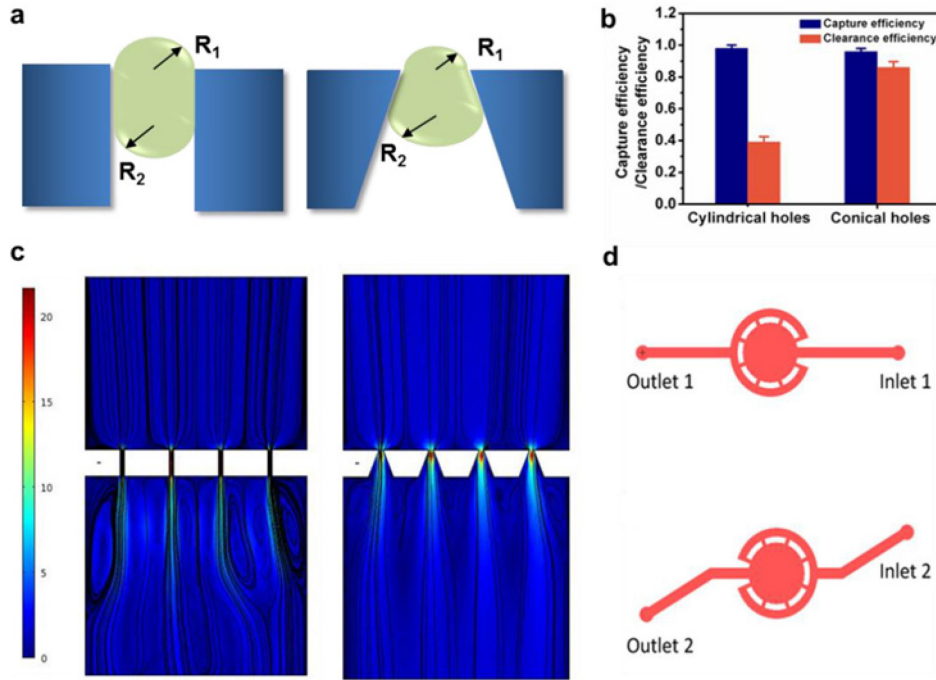 a
R1
R2
R1
R2
b
Capture efficiency
/Clearance efficiency
1.2
1.0
0.8
0.6
0.4
0.2
0.0
Capture efficiency
Clearance efficiency
Cylindrical holes
Conical holes
c
20
15
10
5
0
d
Outlet 1
Inlet 1
Outlet 2
Inlet 2